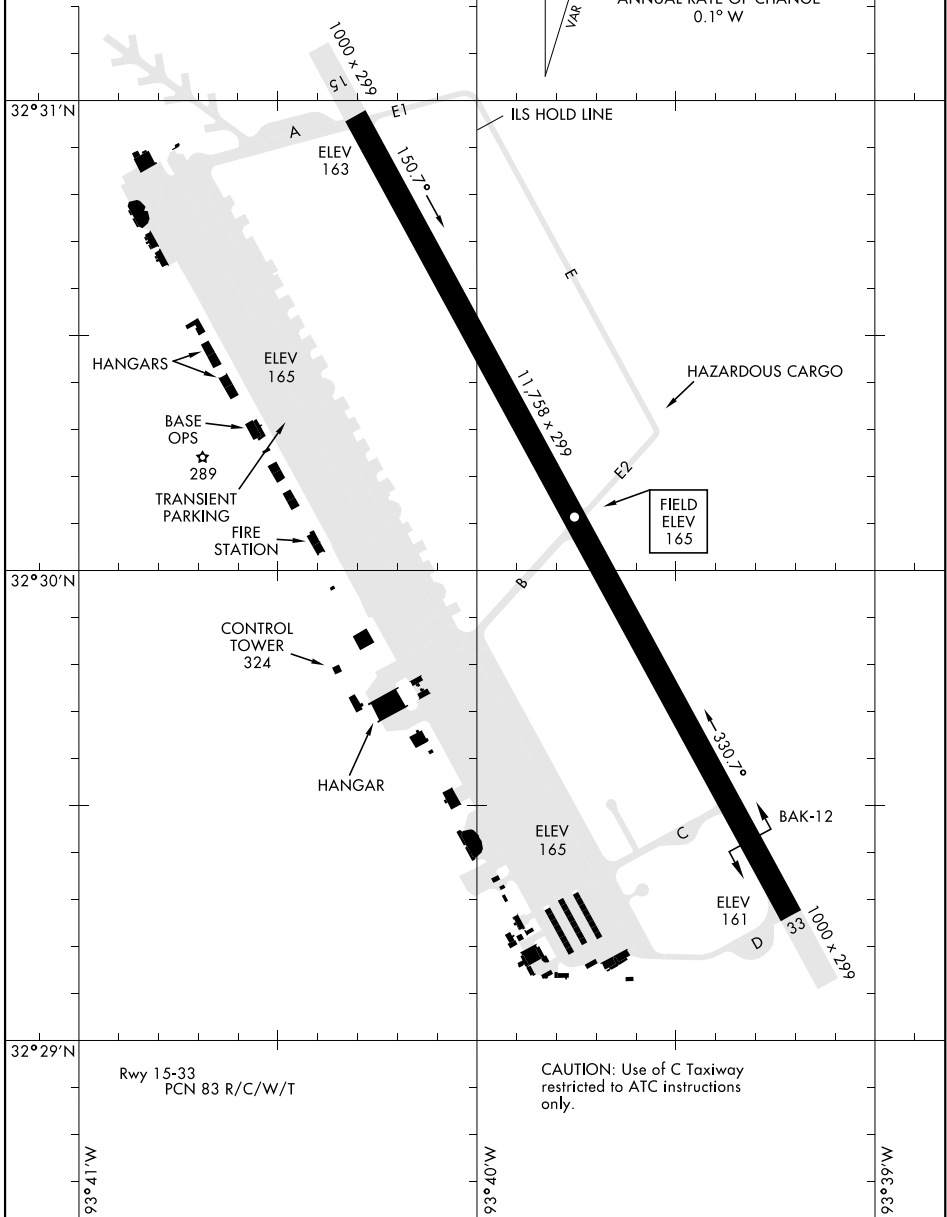 ANNUAL RATE OF CHANGE
0.1° W
VAR
1000 x 299
15
32°31'N
E1
ILS HOLD LINE
A
ELEV
163
150.7°
E
HANGARS
ELEV
165
11,758 x 299
HAZARDOUS CARGO
BASE
OPS
289
E2
TRANSIENT
PARKING
FIELD
ELEV
165
FIRE
STATION
32°30'N
B
CONTROL
TOWER
324
330.7°
HANGAR
BAK-12
ELEV
165
C
ELEV
161
33
1000 x 299
D
32°29'N
Rwy 15-33
PCN 83 R/C/W/T
CAUTION: Use of C Taxiway
restricted to ATC instructions
only.
93°41'W
93°40'W
93°39'W